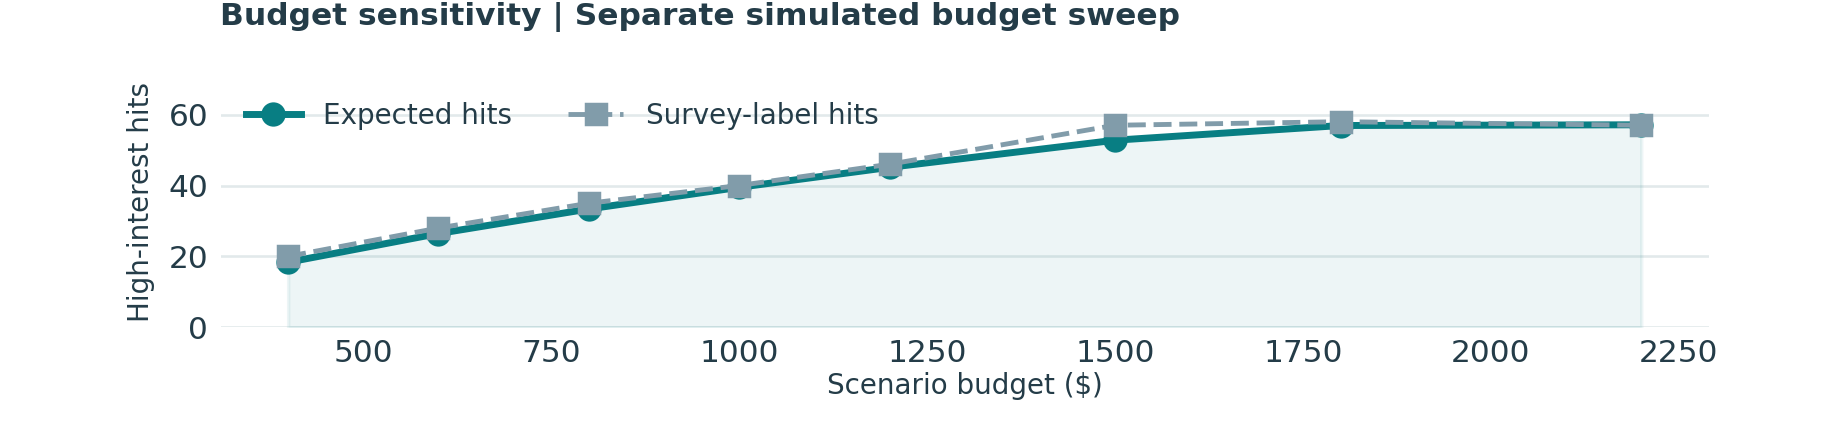 Budget sensitivity | Separate simulated budget sweep
High-interest hits
Expected hits
Survey-label hits
60
40
20
0
500 750 1000 1250 1500 1750 2000 2250
Scenario budget ($)